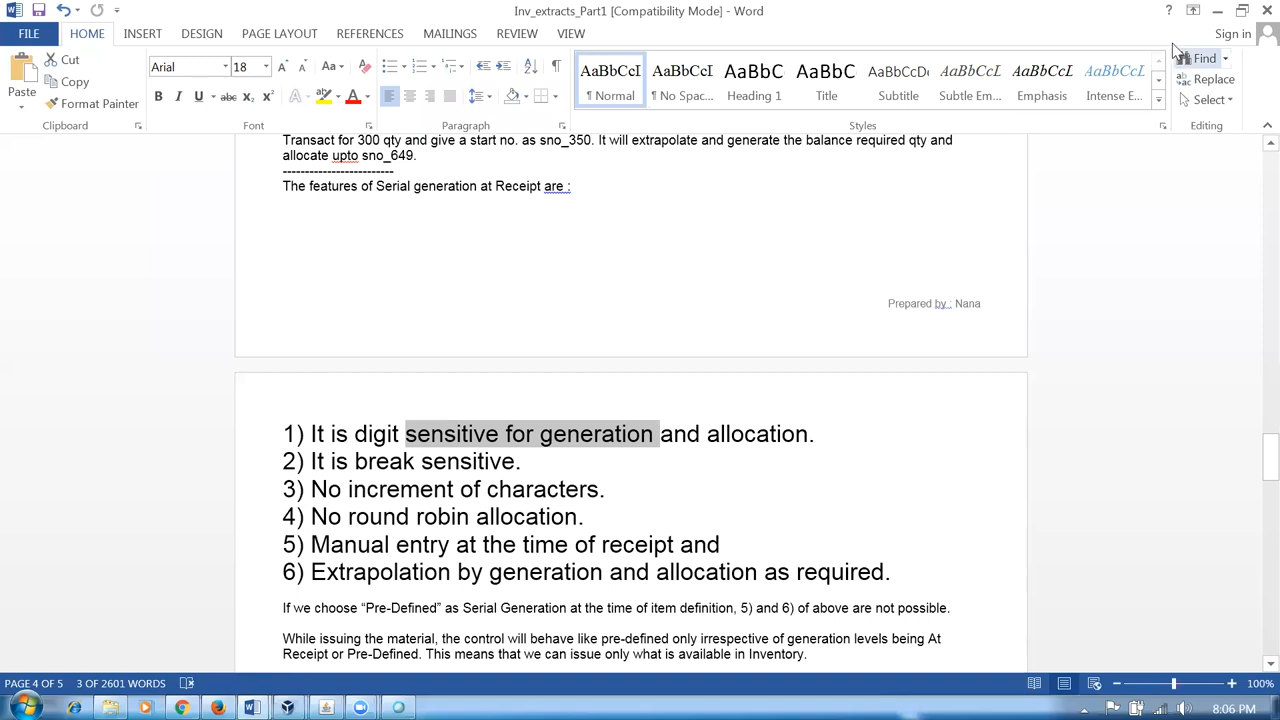 Inv_extracts_Part1 [Compatibility Mode] - Word
?
Sign in
FILE HOME INSERT DESIGN PAGE LAYOUT REFERENCES MAILINGS REVIEW VIEW
Paste
Cut
Copy
Format Painter
Clipboard
Arial 18
Font
Paragraph
AaBbCcI AaBbCcI AaBbC AaBbC AaBbCcDc AaBbCcL AaBbCcL AaBbCcL
¶ Normal ¶ No Spac... Heading 1 Title Subtitle Subtle Em... Emphasis Intense E...
Styles
Find
Replace
Select
Editing
Transact for 300 qty and give a start no. as sno_350. It will extrapolate and generate the balance required qty and
allocate upto sno_649.
-------------------------
The features of Serial generation at Receipt are :
Prepared by : Nana
1) It is digit sensitive for generation and allocation.
2) It is break sensitive.
3) No increment of characters.
4) No round robin allocation.
5) Manual entry at the time of receipt and
6) Extrapolation by generation and allocation as required.
If we choose “Pre-Defined” as Serial Generation at the time of item definition, 5) and 6) of above are not possible.
While issuing the material, the control will behave like pre-defined only irrespective of generation levels being At
Receipt or Pre-Defined. This means that we can issue only what is available in Inventory.
PAGE 4 OF 5 3 OF 2601 WORDS
100%
8:06 PM